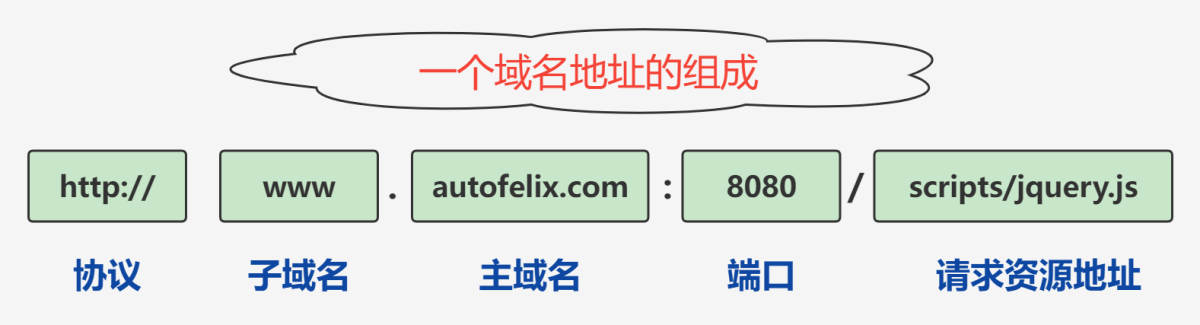 一个域名地址的组成
http:// www . autofelix.com : 8080 / scripts/jquery.js
协议 子域名 主域名 端口 请求资源地址